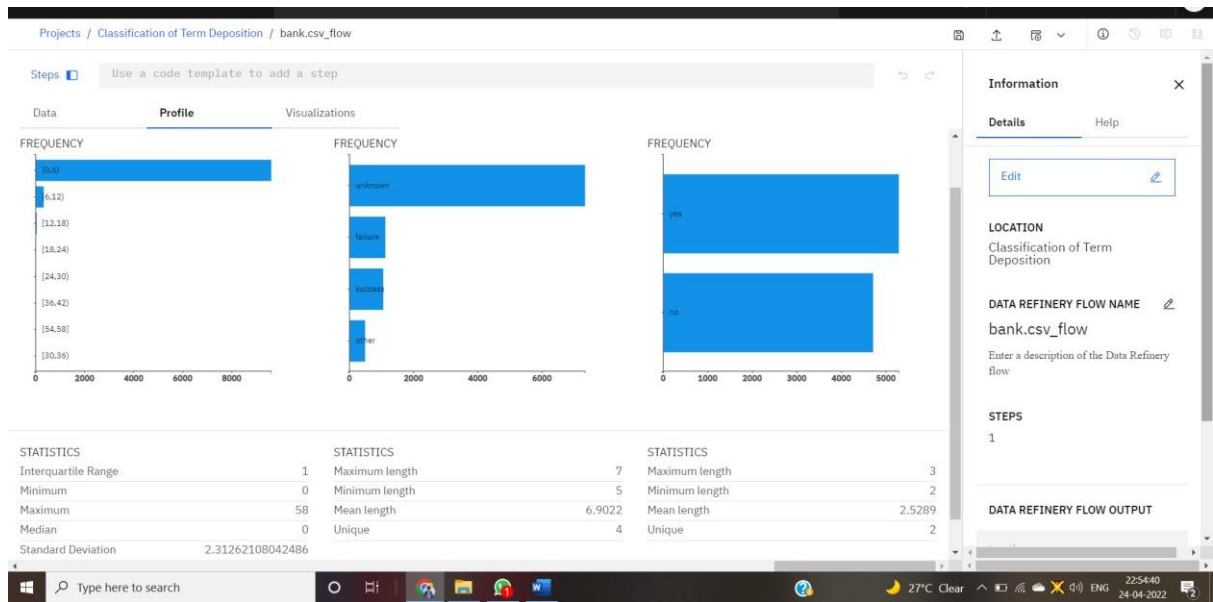 Projects / Classification of Term Deposition / bank.csv_flow
Steps
Use a code template to add a step
Data
Profile
Visualizations
FREQUENCY
[0,6)
[6,12)
[12,18)
[18,24)
[24,30)
[36,42)
[54,58]
[30,36)
0 2000 4000 6000 8000
FREQUENCY
unknown
failure
success
other
0 2000 4000 6000
FREQUENCY
yes
no
0 1000 2000 3000 4000 5000
STATISTICS
Interquartile Range 1
Minimum 0
Maximum 58
Median 0
Standard Deviation 2.31262108042486
STATISTICS
Maximum length 7
Minimum length 5
Mean length 6.9022
Unique 4
STATISTICS
Maximum length 3
Minimum length 2
Mean length 2.5289
Unique 2
Information
Details
Help
Edit
LOCATION
Classification of Term
Deposition
DATA REFINERY FLOW NAME
bank.csv_flow
Enter a description of the Data Refinery
flow
STEPS
1
DATA REFINERY FLOW OUTPUT
Type here to search
27°C Clear
ENG
22:54:40
24-04-2022